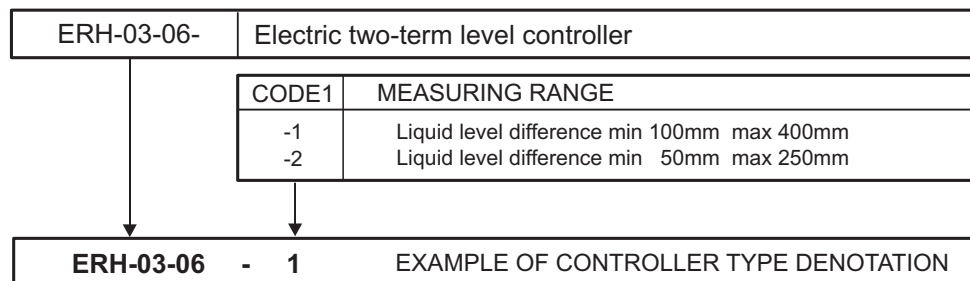 ERH-03-06- Electric two-term level controller
CODE1 MEASURING RANGE
-1 Liquid level difference min 100mm max 400mm
-2 Liquid level difference min 50mm max 250mm
ERH-03-06 - 1 EXAMPLE OF CONTROLLER TYPE DENOTATION